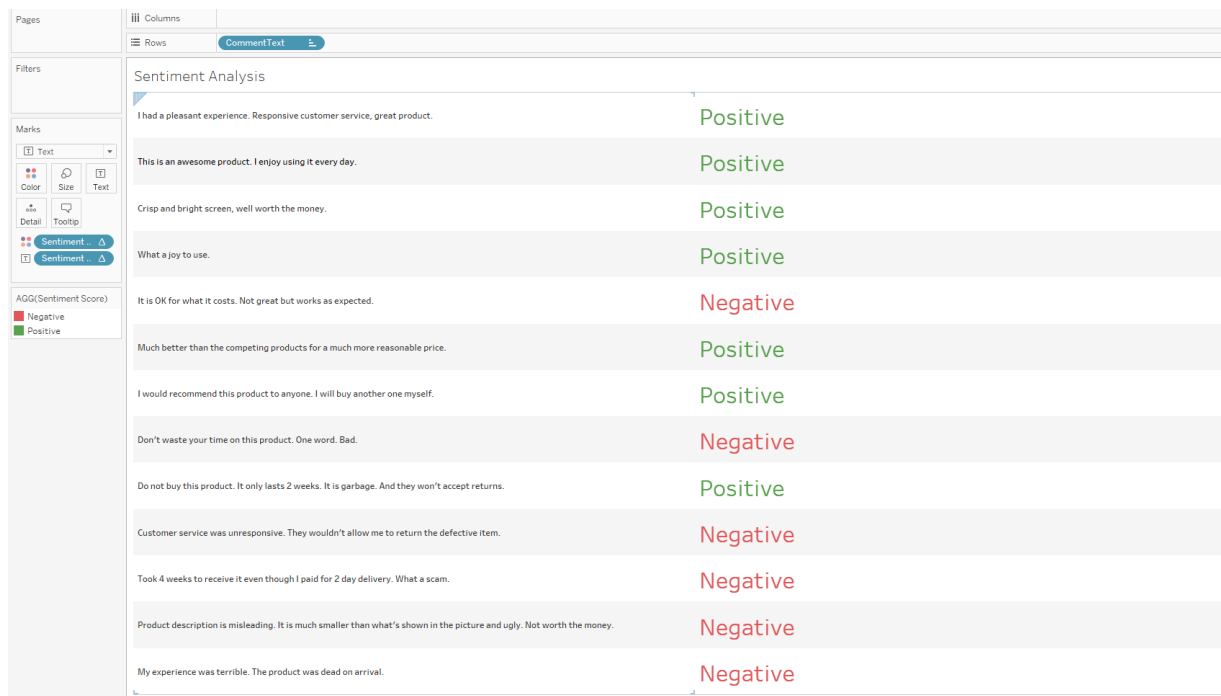 Pages
Columns
Rows
CommentText
Filters
Marks
Text
Color
Size
Text
Detail
Tooltip
Sentiment ..
Sentiment ..
AGG(Sentiment Score)
Negative
Positive
Sentiment Analysis
I had a pleasant experience. Responsive customer service, great product. Positive
This is an awesome product. I enjoy using it every day. Positive
Crisp and bright screen, well worth the money. Positive
What a joy to use. Positive
It is OK for what it costs. Not great but works as expected. Negative
Much better than the competing products for a much more reasonable price. Positive
I would recommend this product to anyone. I will buy another one myself. Positive
Don't waste your time on this product. One word. Bad. Negative
Do not buy this product. It only lasts 2 weeks. It is garbage. And they won't accept returns. Positive
Customer service was unresponsive. They wouldn't allow me to return the defective item. Negative
Took 4 weeks to receive it even though I paid for 2 day delivery. What a scam. Negative
Product description is misleading. It is much smaller than what's shown in the picture and ugly. Not worth the money. Negative
My experience was terrible. The product was dead on arrival. Negative